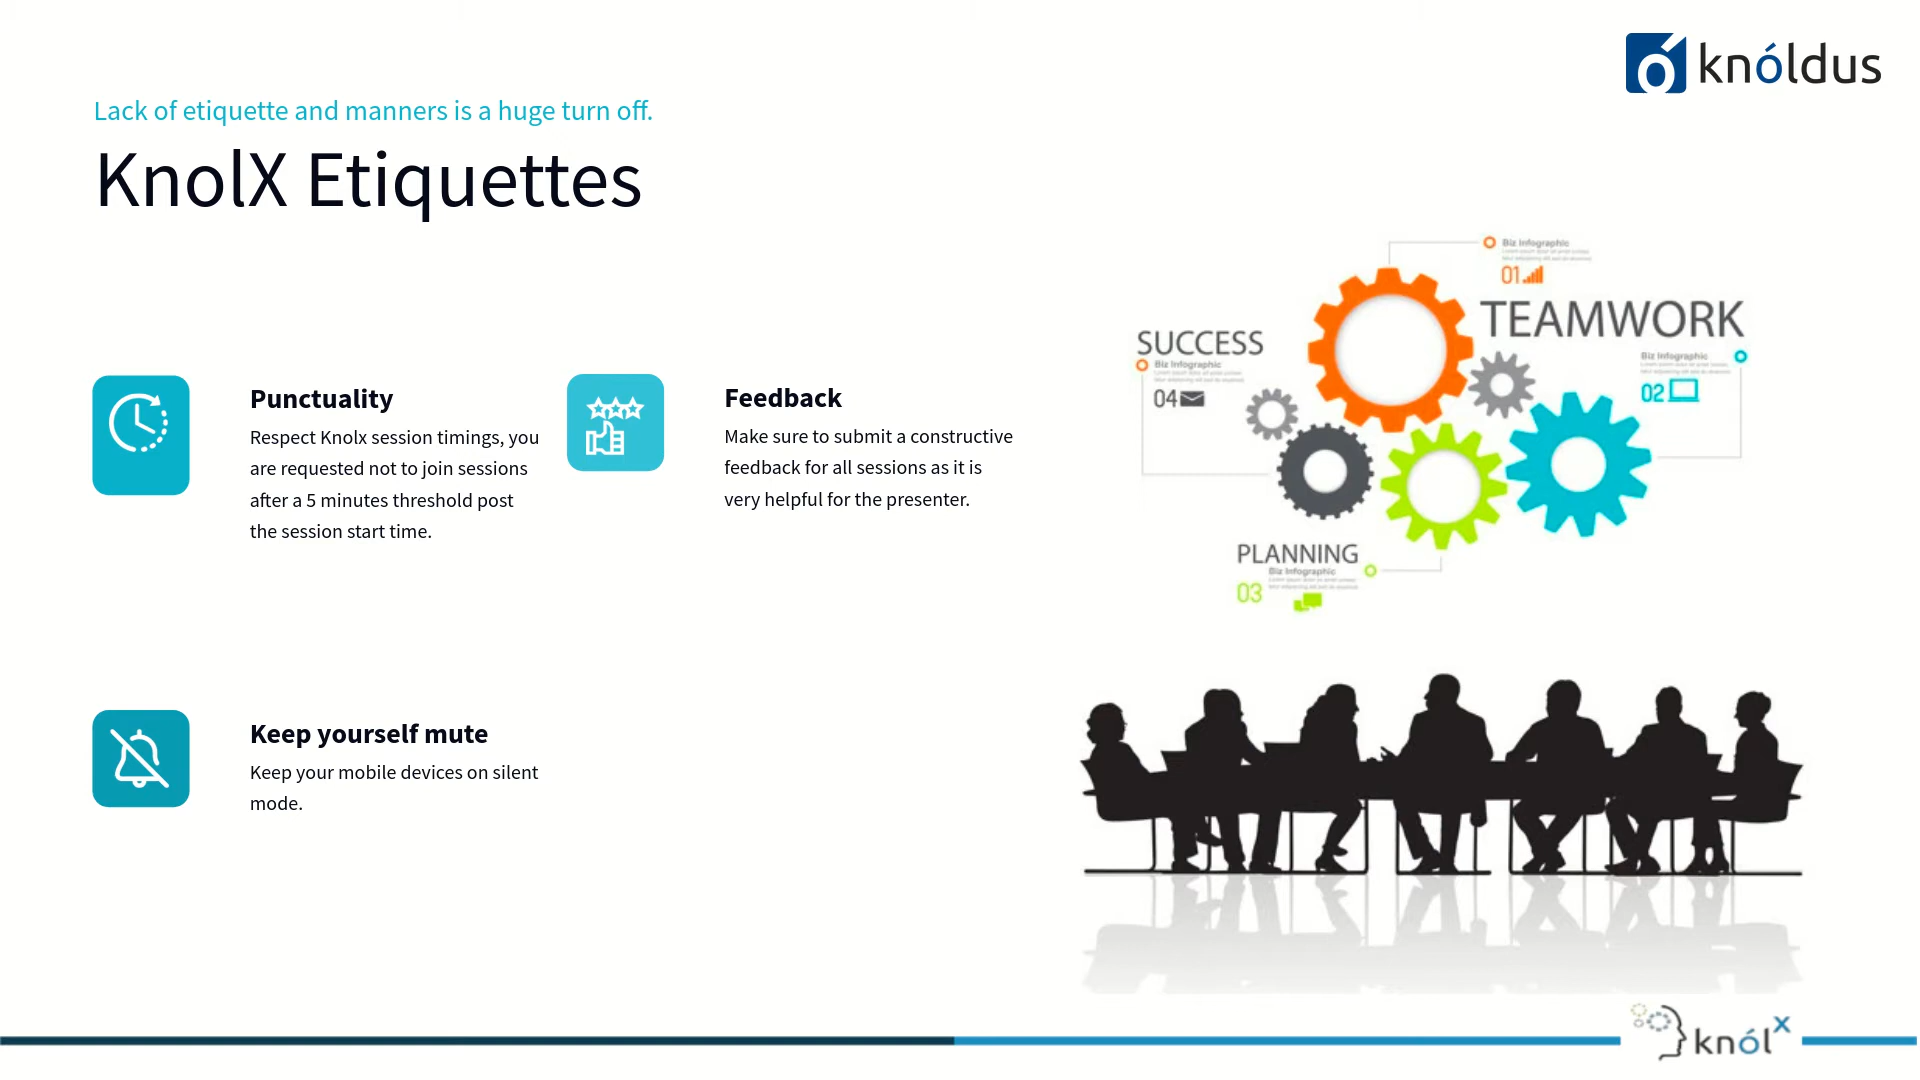 knóldus
Lack of etiquette and manners is a huge turn off.
KnolX Etiquettes
Punctuality
Respect Knolx session timings, you
are requested not to join sessions
after a 5 minutes threshold post
the session start time.
Feedback
Make sure to submit a constructive
feedback for all sessions as it is
very helpful for the presenter.
Keep yourself mute
Keep your mobile devices on silent
mode.
Biz Infographic
01
TEAMWORK
Biz Infographic
02
SUCCESS
Biz Infographic
04
PLANNING
Biz Infographic
03
knólx